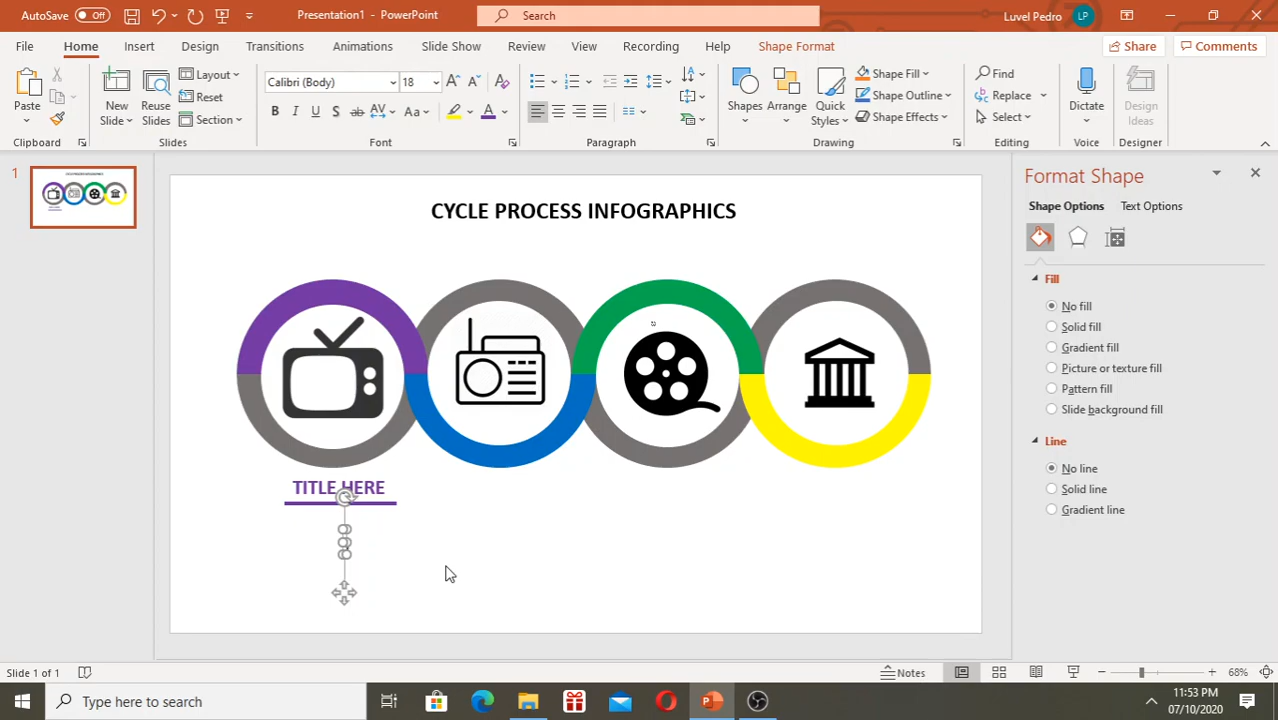 AutoSave Off Presentation1 - PowerPoint Search Luvel Pedro LP
File Home Insert Design Transitions Animations Slide Show Review View Recording Help Shape Format Share Comments
Paste New Slide Reuse Slides Layout Reset Section Calibri (Body) 18 Shapes Arrange Quick Styles Shape Fill Shape Outline Shape Effects Find Replace Select Dictate Design Ideas
Clipboard Slides Font Paragraph Drawing Editing Voice Designer
1
CYCLE PROCESS INFOGRAPHICS
TITLE HERE
Format Shape
Shape Options Text Options
Fill
No fill
Solid fill
Gradient fill
Picture or texture fill
Pattern fill
Slide background fill
Line
No line
Solid line
Gradient line
Slide 1 of 1 Notes 68%
Type here to search 11:53 PM
07/10/2020